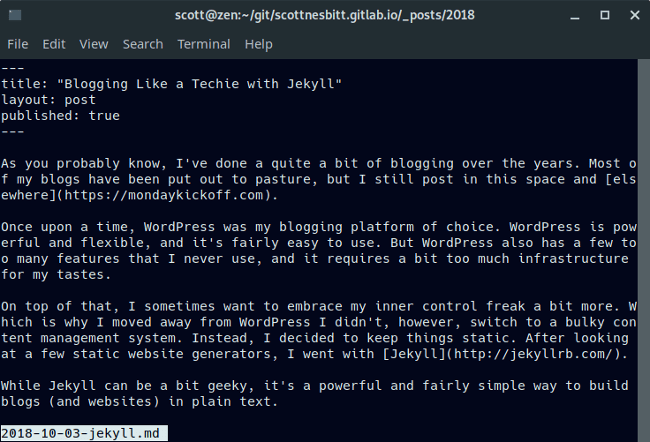 scott@zen:~/git/scottnesbitt.gitlab.io/_posts/2018
File Edit View Search Terminal Help
---
title: "Blogging Like a Techie with Jekyll"
layout: post
published: true
---
As you probably know, I've done a quite a bit of blogging over the years. Most o
f my blogs have been put out to pasture, but I still post in this space and [els
ewhere](https://mondaykickoff.com).
Once upon a time, WordPress was my blogging platform of choice. WordPress is pow
erful and flexible, and it's fairly easy to use. But WordPress also has a few to
o many features that I never use, and it requires a bit too much infrastructure
for my tastes.
On top of that, I sometimes want to embrace my inner control freak a bit more. W
hich is why I moved away from WordPress I didn't, however, switch to a bulky con
tent management system. Instead, I decided to keep things static. After looking
at a few static website generators, I went with [Jekyll](http://jekyllrb.com/).
While Jekyll can be a bit geeky, it's a powerful and fairly simple way to build
blogs (and websites) in plain text.
2018-10-03-jekyll.md